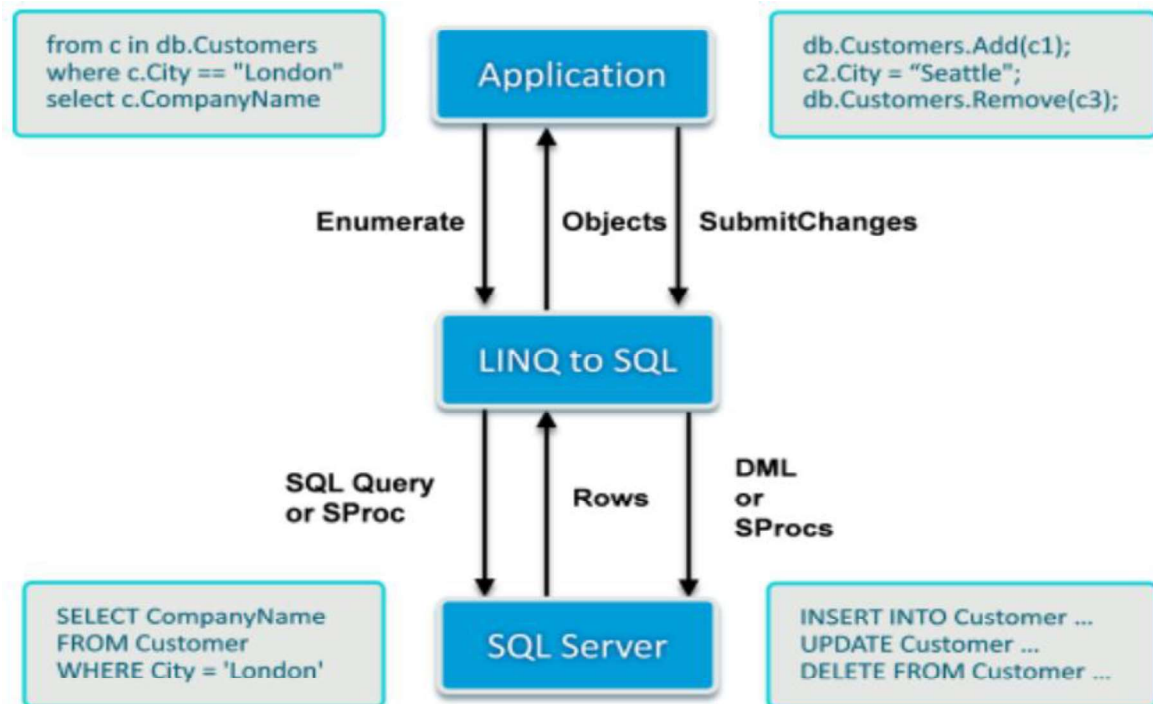 from c in db.Customers
where c.City == "London"
select c.CompanyName
Application
db.Customers.Add(c1);
c2.City = “Seattle";
db.Customers.Remove(c3);
Enumerate
Objects
SubmitChanges
LINQ to SQL
SQL Query
or SProc
Rows
DML
or
SProcs
SELECT CompanyName
FROM Customer
WHERE City = 'London'
SQL Server
INSERT INTO Customer ...
UPDATE Customer ...
DELETE FROM Customer ...